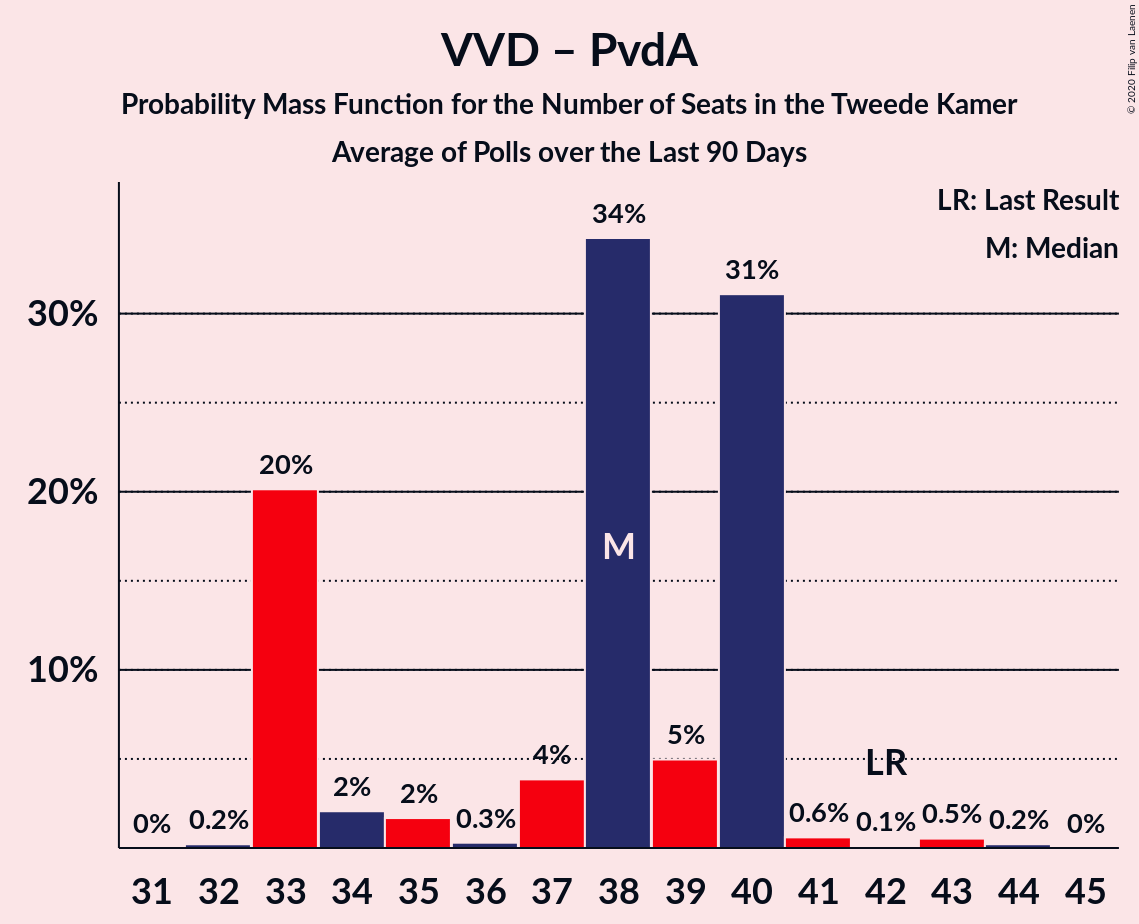 VVD – PvdA
Probability Mass Function for the Number of Seats in the Tweede Kamer
Average of Polls over the Last 90 Days
© 2020 Filip van Laenen
LR: Last Result
M: Median
30%
20%
10%
0%
0.2%
20%
2%
2%
0.3%
4%
34%
M
5%
31%
0.6%
LR
0.1%
0.5%
0.2%
0%
31 32 33 34 35 36 37 38 39 40 41 42 43 44 45